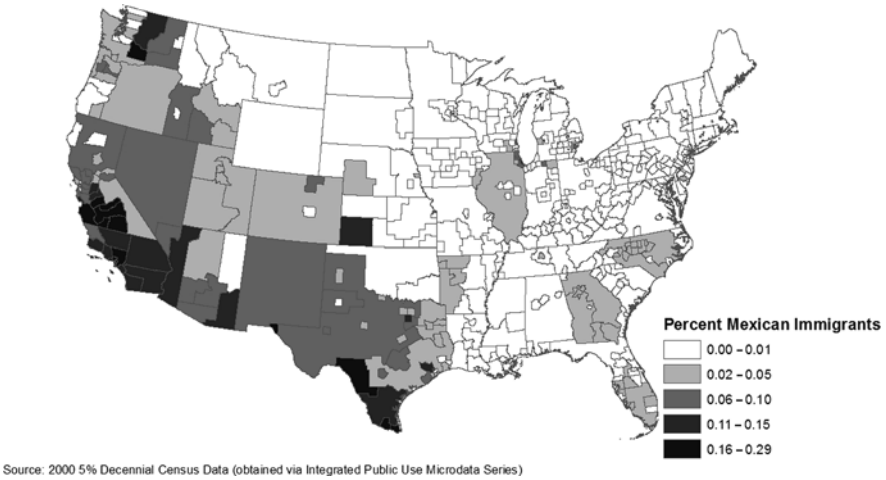 Percent Mexican Immigrants
0.00 – 0.01
0.02 – 0.05
0.06 – 0.10
0.11 – 0.15
0.16 – 0.29
Source: 2000 5% Decennial Census Data (obtained via Integrated Public Use Microdata Series)